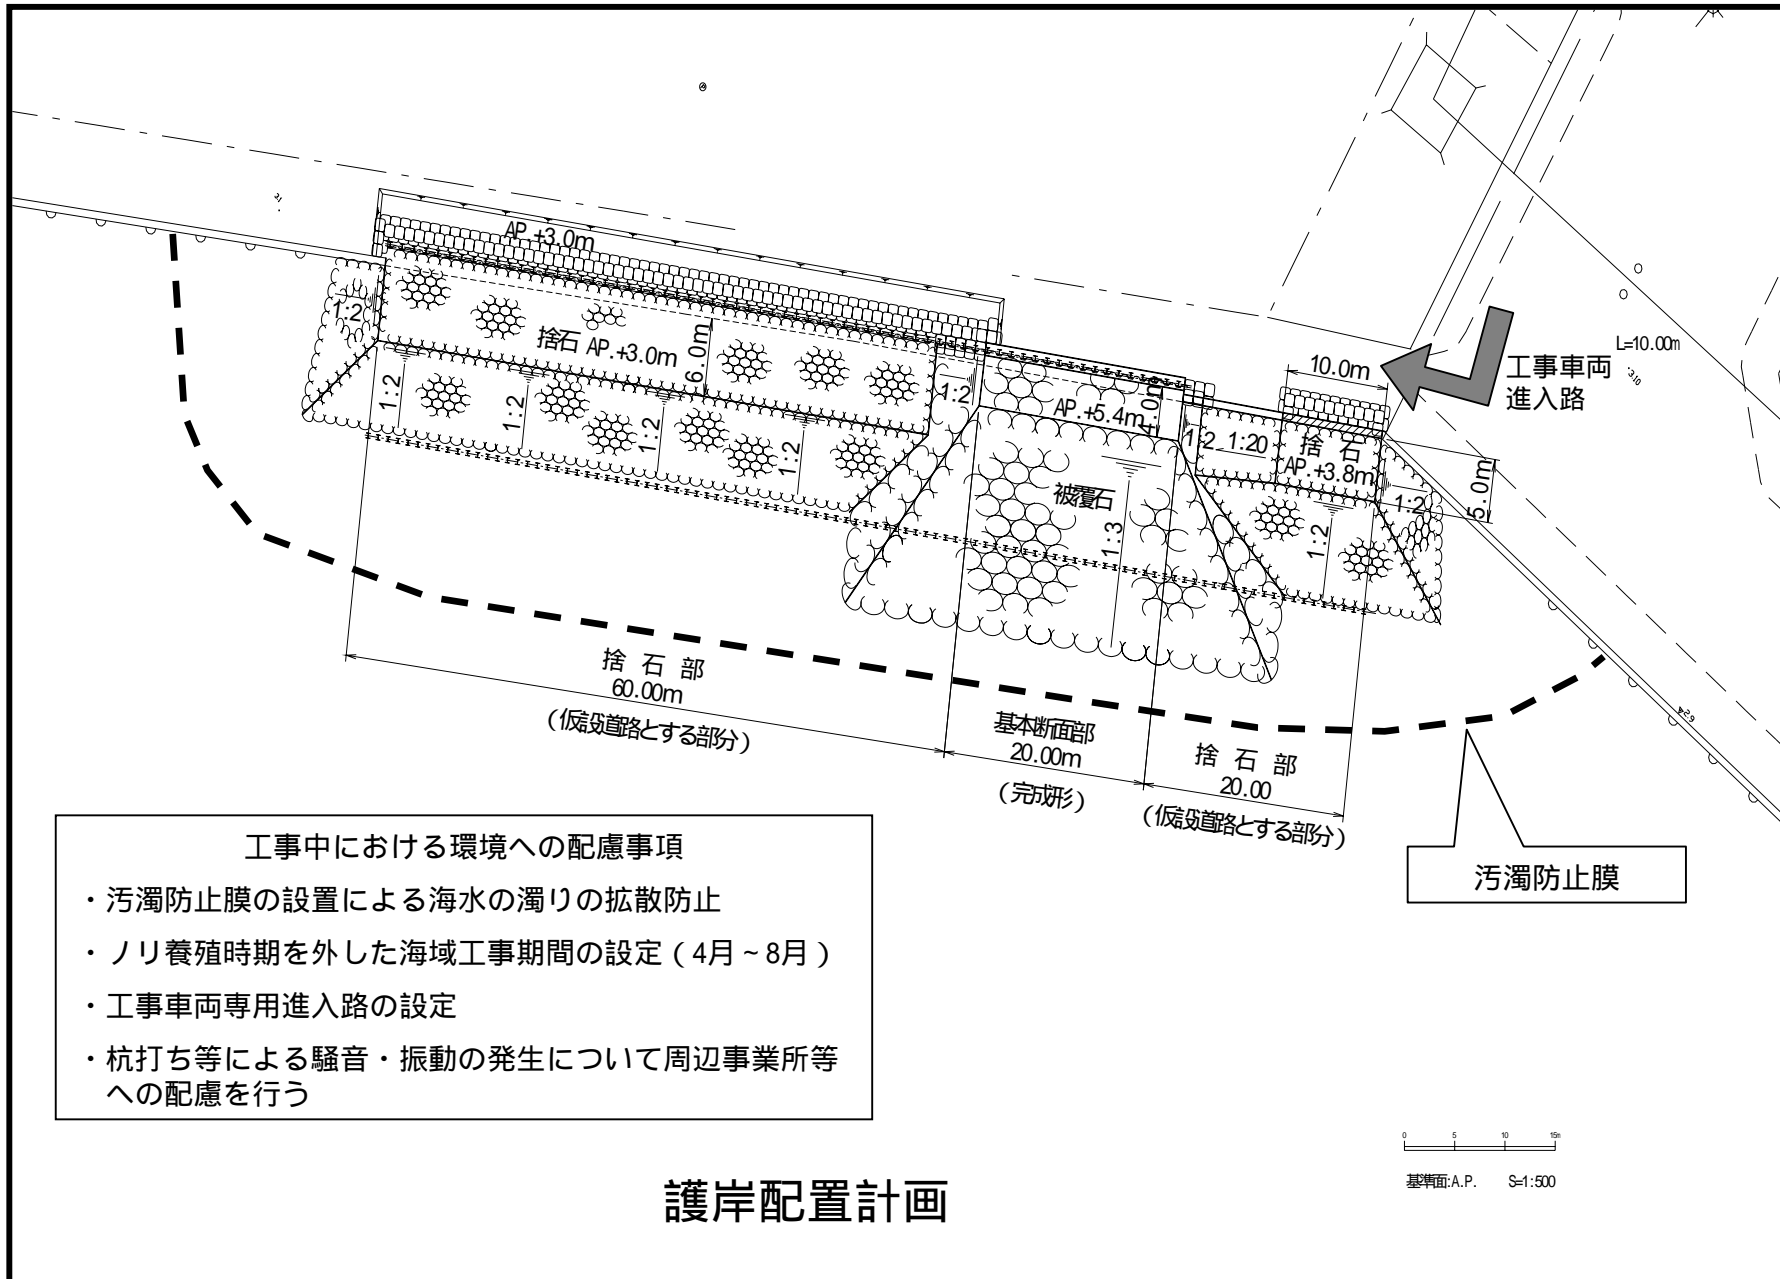 AP.+3.0m
1:2
捨石 AP.+3.0m
6.0m
1:2
1:2
1:2
1:2
1:2
AP.+5.4m
4.0m
被覆石
1:3
1:2
1:20
10.0m
捨 石
AP.+3.8m
1:2
1:2
5.0m
工事車両
進入路
L=10.00m
捨 石 部
60.00m
(仮設道路とする部分)
基本断面部
20.00m
(完成形)
捨 石 部
20.00
(仮設道路とする部分)
汚濁防止膜
工事中における環境への配慮事項
・汚濁防止膜の設置による海水の濁りの拡散防止
・ノリ養殖時期を外した海域工事期間の設定(4月~8月)
・工事車両専用進入路の設定
・杭打ち等による騒音・振動の発生について周辺事業所等
への配慮を行う
0 5 10 15m
基準面:A.P. S=1:500
護岸配置計画